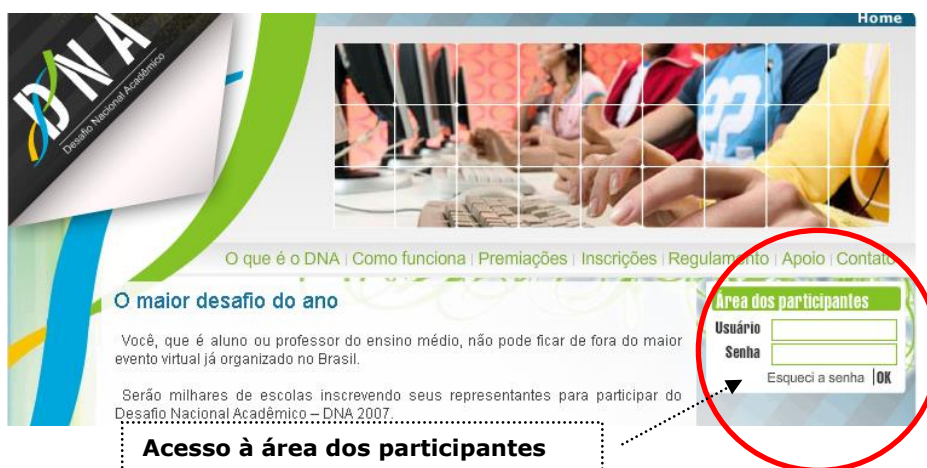 Home
DNA
Desafio Nacional Acadêmico
O que é o DNA | Como funciona | Premiações | Inscrições | Regulamento | Apoio | Contato
O maior desafio do ano
Você, que é aluno ou professor do ensino médio, não pode ficar de fora do maior
evento virtual já organizado no Brasil.
Serão milhares de escolas inscrevendo seus representantes para participar do
Desafio Nacional Acadêmico – DNA 2007.
Área dos participantes
Usuário
Senha
Esqueci a senha | OK
Acesso à área dos participantes